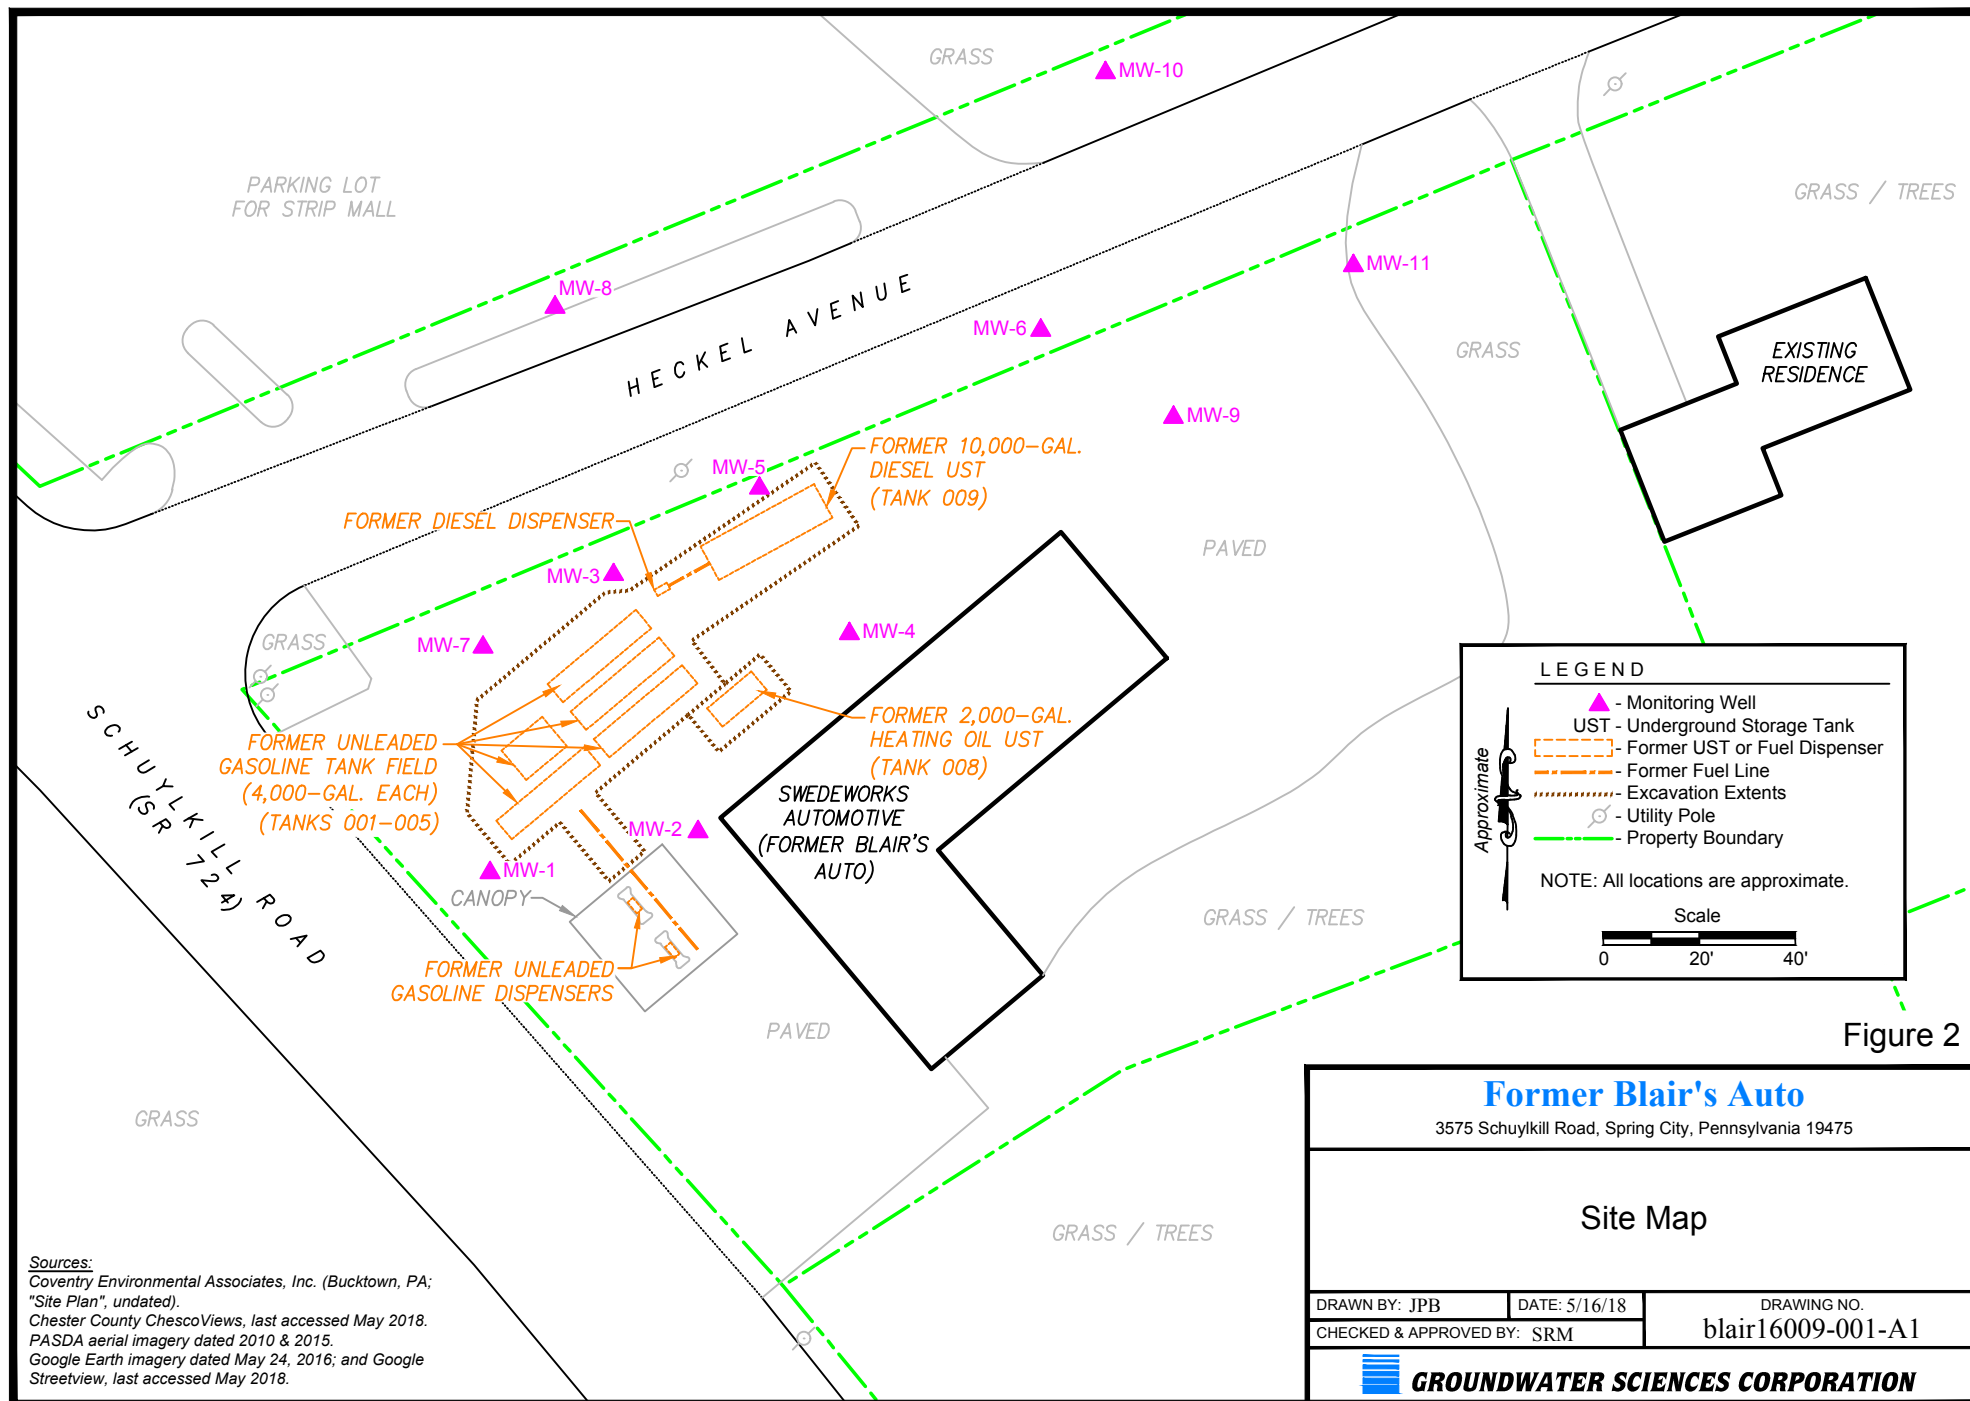 GRASS
MW-10
PARKING LOT
FOR STRIP MALL
GRASS / TREES
MW-8
MW-11
HECKEL AVENUE
MW-6
GRASS
EXISTING
RESIDENCE
MW-9
FORMER 10,000-GAL.
DIESEL UST
(TANK 009)
MW-5
FORMER DIESEL DISPENSER
PAVED
MW-3
GRASS
MW-7
MW-4
SCHUYLKILL ROAD
(SR 724)
FORMER UNLEADED
GASOLINE TANK FIELD
(4,000-GAL. EACH)
(TANKS 001-005)
FORMER 2,000-GAL.
HEATING OIL UST
(TANK 008)
SWEDEWORKS
AUTOMOTIVE
(FORMER BLAIR'S
AUTO)
MW-2
MW-1
CANOPY
FORMER UNLEADED
GASOLINE DISPENSERS
GRASS / TREES
PAVED
GRASS
GRASS / TREES
LEGEND
- Monitoring Well
UST - Underground Storage Tank
- Former UST or Fuel Dispenser
- Former Fuel Line
- Excavation Extents
- Utility Pole
- Property Boundary
Approximate
NOTE: All locations are approximate.
Scale
0 20' 40'
Figure 2
Former Blair's Auto
3575 Schuylkill Road, Spring City, Pennsylvania 19475
Site Map
DRAWN BY: JPB
DATE: 5/16/18
DRAWING NO.
blair16009-001-A1
CHECKED & APPROVED BY: SRM
GROUNDWATER SCIENCES CORPORATION
Sources:
Coventry Environmental Associates, Inc. (Bucktown, PA;
"Site Plan", undated).
Chester County ChescoViews, last accessed May 2018.
PASDA aerial imagery dated 2010 & 2015.
Google Earth imagery dated May 24, 2016; and Google
Streetview, last accessed May 2018.